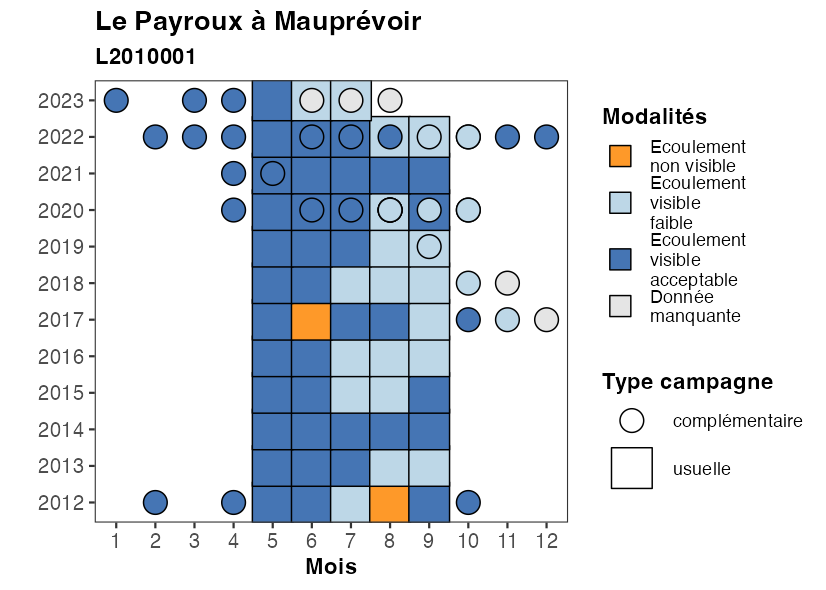 Le Payroux à Mauprévoir
L2010001
2023
2022
2021
2020
2019
2018
2017
2016
2015
2014
2013
2012
1 2 3 4 5 6 7 8 9 10 11 12
Mois
Modalités
Ecoulement
non visible
Ecoulement
visible
faible
Ecoulement
visible
acceptable
Donnée
manquante
Type campagne
complémentaire
usuelle